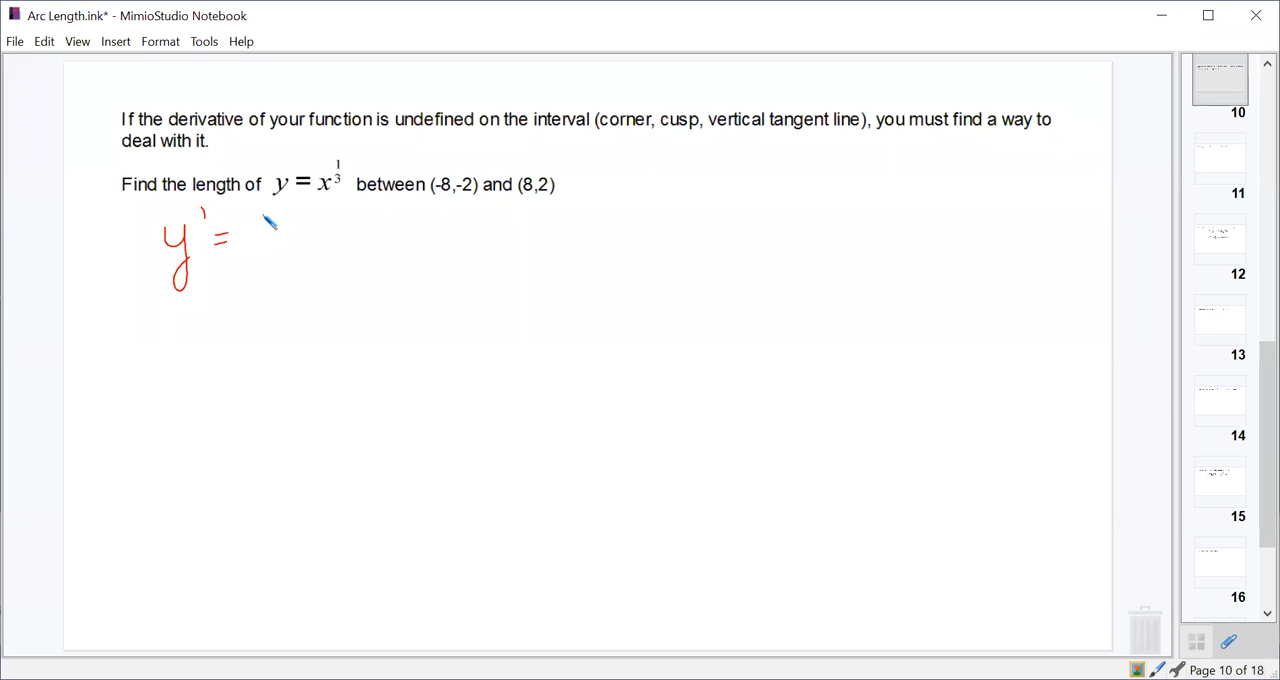 Arc Length.ink* - MimioStudio Notebook
File Edit View Insert Format Tools Help
If the derivative of your function is undefined on the interval (corner, cusp, vertical tangent line), you must find a way to
deal with it.
Find the length of y = x^(1/3) between (-8,-2) and (8,2)
y' =
10
11
12
13
14
15
16
Page 10 of 18